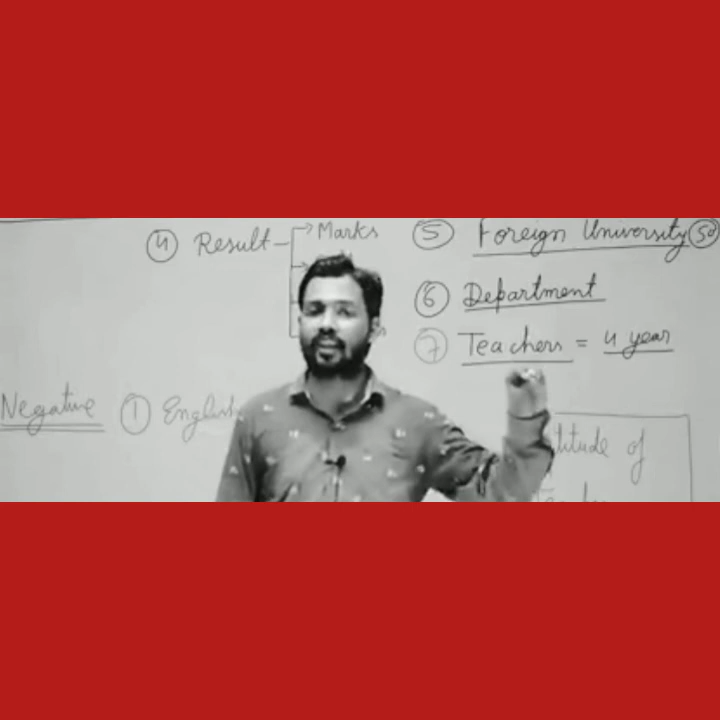 ④ Result → Marks
⑤ Foreign University 50
⑥ Department
⑦ Teachers = 4 year
Negative ① English
titude of